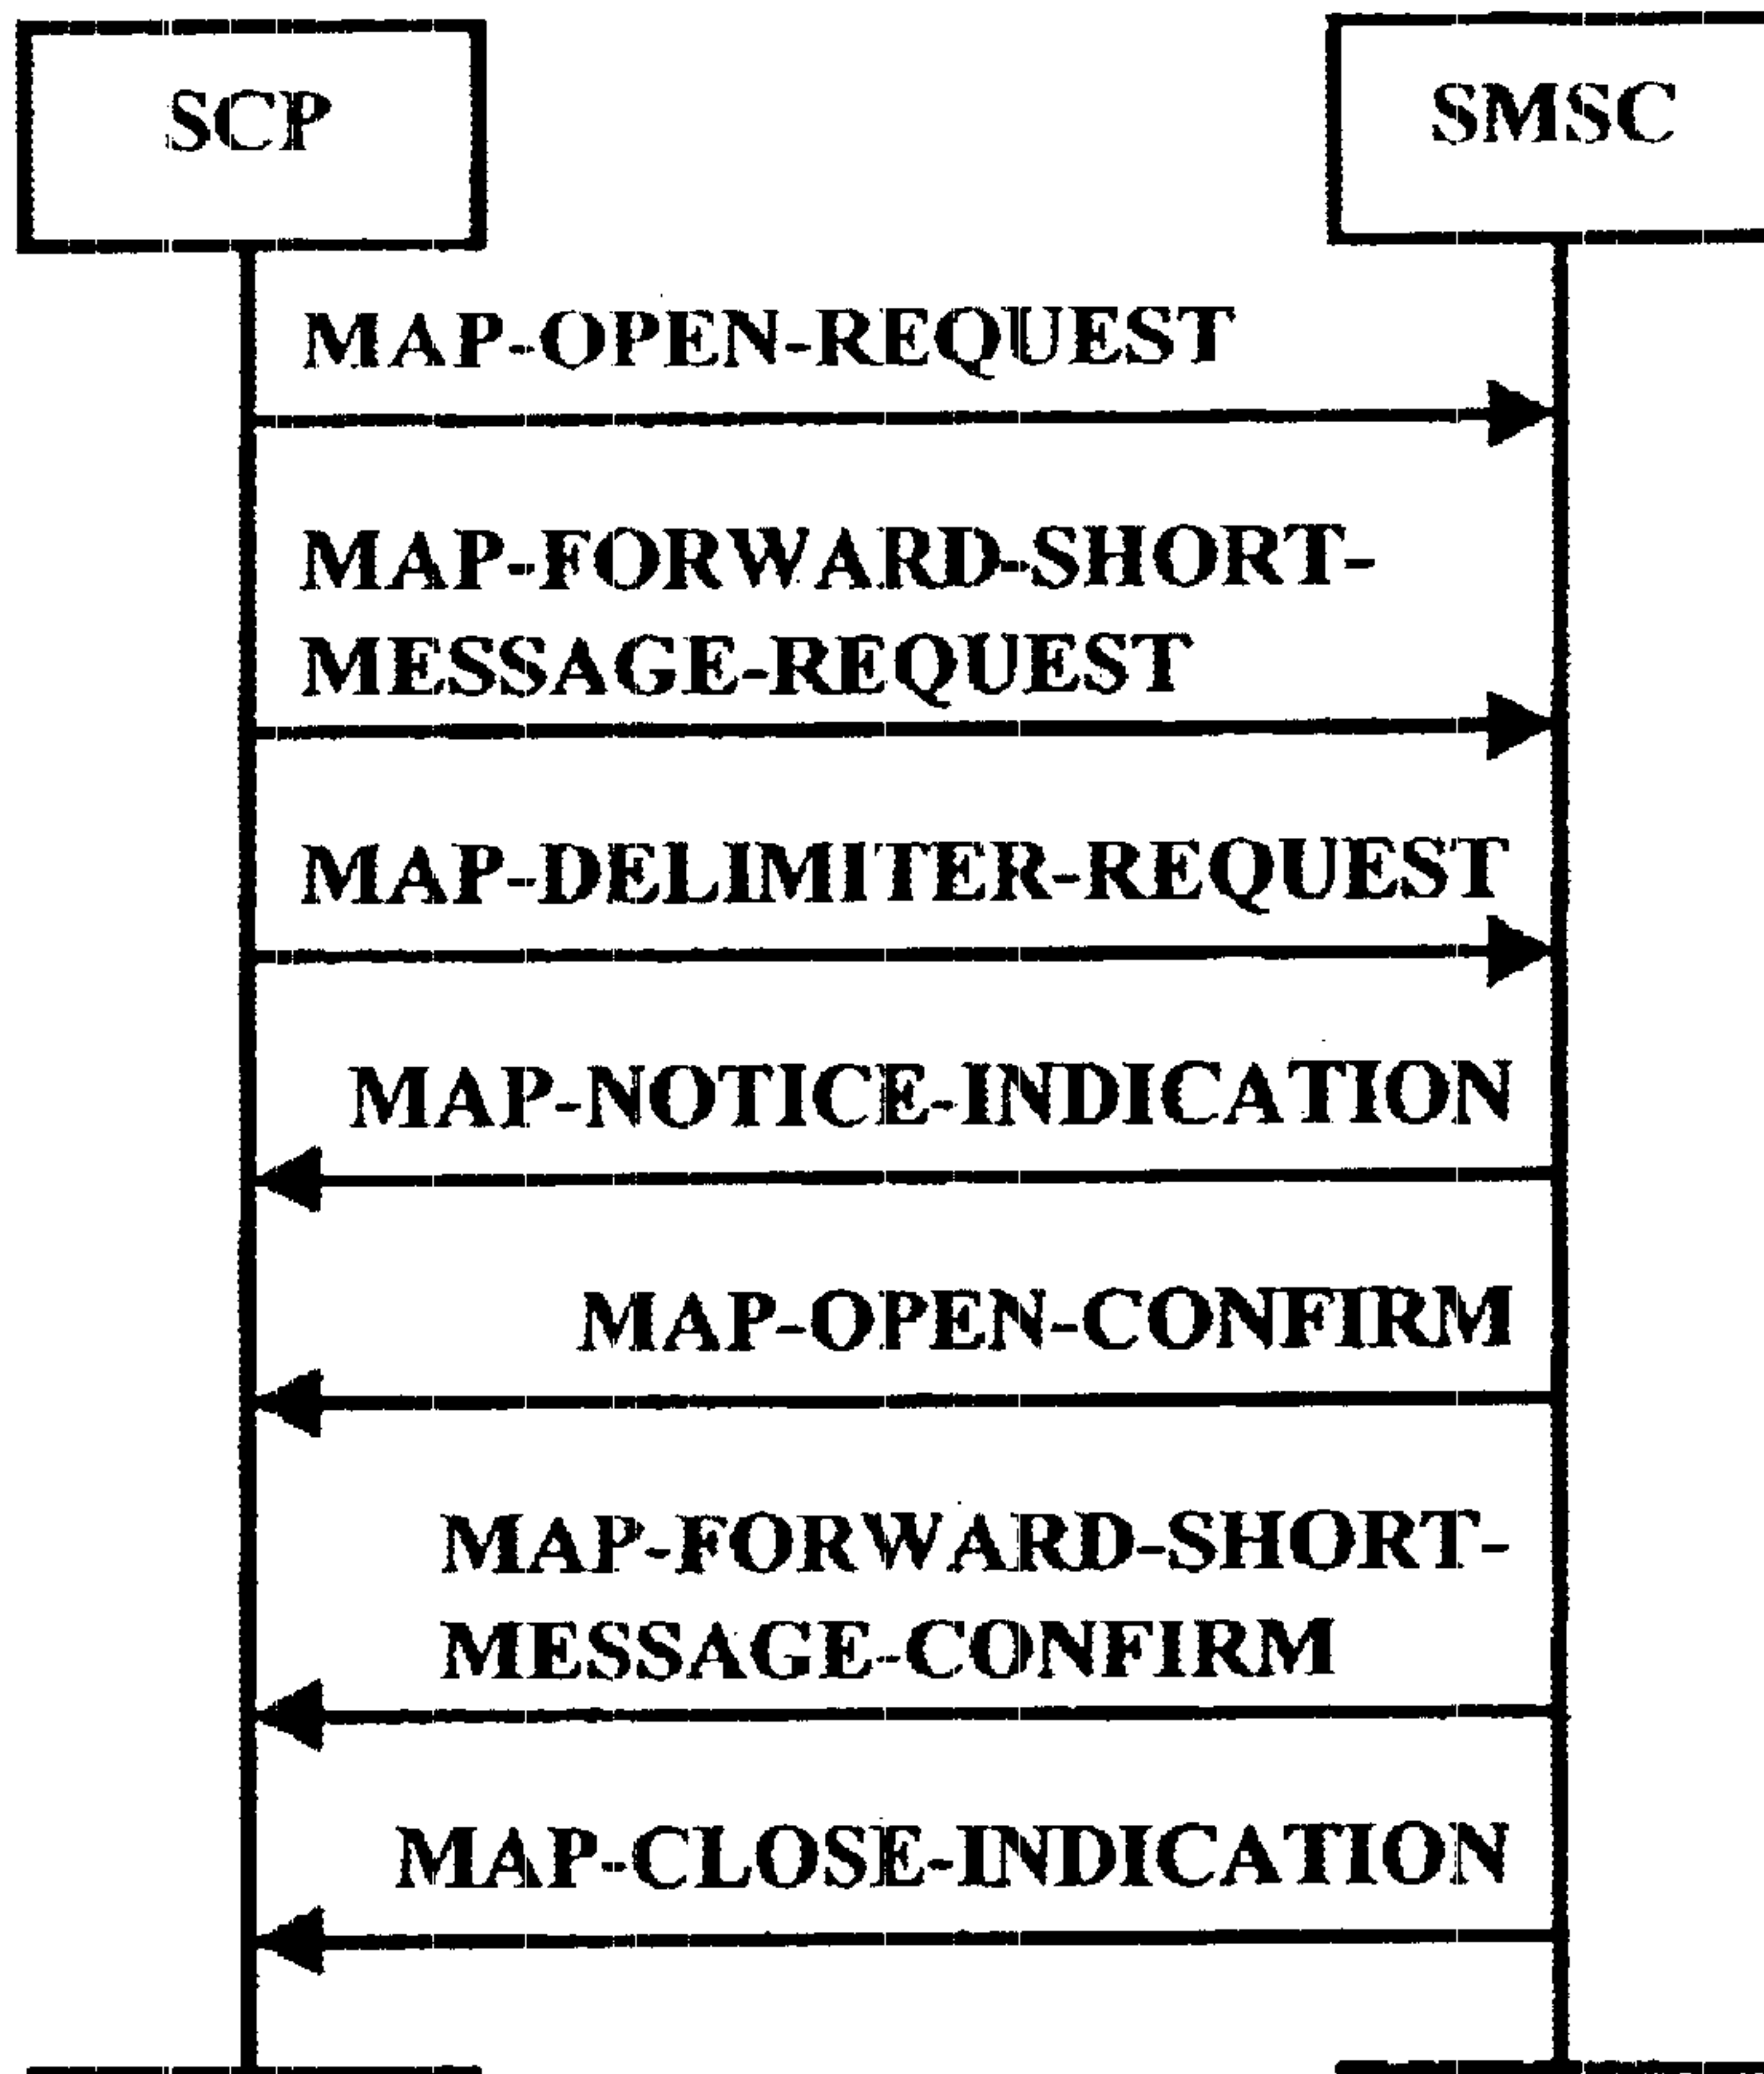 SCP
SMSC
MAP-OPEN-REQUEST
MAP-FORWARD-SHORT-
MESSAGE-REQUEST
MAP-DELIMITER-REQUEST
MAP-NOTICE-INDICATION
MAP-OPEN-CONFIRM
MAP-FORWARD-SHORT-
MESSAGE-CONFIRM
MAP-CLOSE-INDICATION